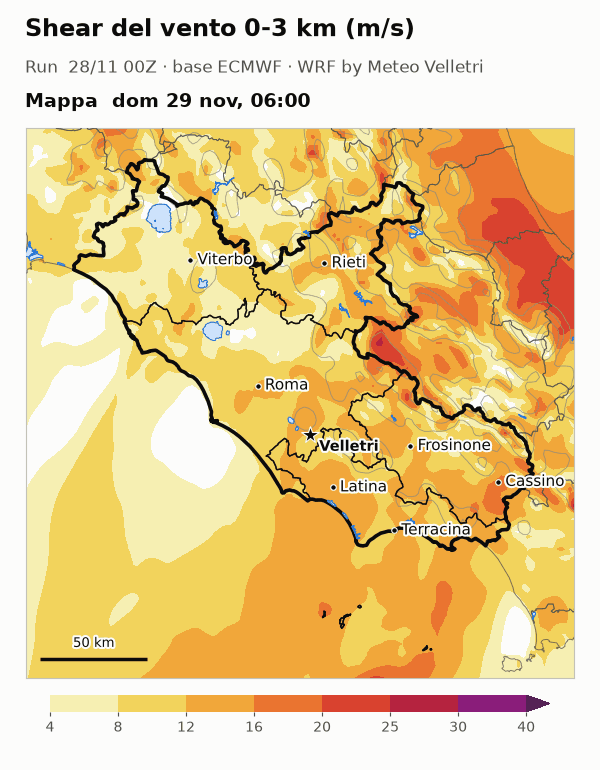 Shear del vento 0-3 km (m/s)
Run 28/11 00Z · base ECMWF · WRF by Meteo Velletri
Mappa dom 29 nov, 06:00
Viterbo
Rieti
Roma
Velletri
Frosinone
Latina
Cassino
Terracina
50 km
4 8 12 16 20 25 30 40